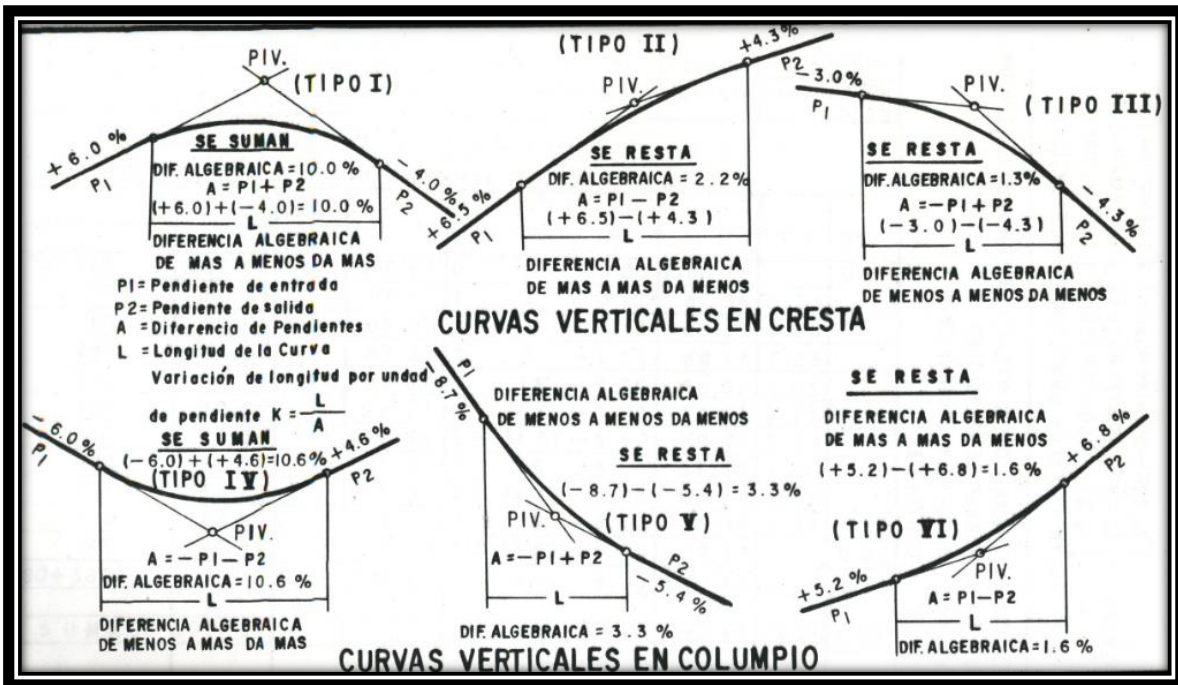 PIV.
(TIPO I)
+ 6.0 %
P1
SE SUMAN
DIF. ALGEBRAICA = 10.0 %
A = P1 + P2
(+6.0)+(-4.0)=10.0 %
L
-4.0%
P2
DIFERENCIA ALGEBRAICA
DE MAS A MENOS DA MAS
P1= Pendiente de entrada
P2= Pendiente de salida
A = Diferencia de Pendientes
L = Longitud de la Curva
Variación de longitud por undad
de pendiente K = L
A
(TIPO II)
+4.3%
P2
PIV.
SE RESTA
DIF. ALGEBRAICA = 2.2%
A = P1 - P2
(+6.5)-(+4.3)
L
+6.5%
P1
DIFERENCIA ALGEBRAICA
DE MAS A MAS DA MENOS
-3.0%
P1
PIV.
(TIPO III)
SE RESTA
DIF. ALGEBRAICA = 1.3%
A = -P1 + P2
(-3.0)-(-4.3)
L
-4.3%
P2
DIFERENCIA ALGEBRAICA
DE MENOS A MENOS DA MENOS
CURVAS VERTICALES EN CRESTA
-6.0%
P1
SE SUMAN
(-6.0)+(+4.6)=10.6%
+4.6%
P2
(TIPO IV)
PIV.
A = -P1 - P2
DIF. ALGEBRAICA = 10.6 %
L
DIFERENCIA ALGEBRAICA
DE MENOS A MAS DA MAS
P1
-8.7%
DIFERENCIA ALGEBRAICA
DE MENOS A MENOS DA MENOS
SE RESTA
(-8.7)-(-5.4) = 3.3%
PIV.
(TIPO V)
A = -P1 + P2
P2
-5.4%
L
DIF. ALGEBRAICA = 3.3 %
SE RESTA
DIFERENCIA ALGEBRAICA
DE MAS A MAS DA MENOS
(+5.2)-(+6.8)=1.6%
+6.8%
P2
(TIPO VI)
+5.2%
P1
PIV.
A = P1-P2
L
DIF. ALGEBRAICA=1.6 %
CURVAS VERTICALES EN COLUMPIO